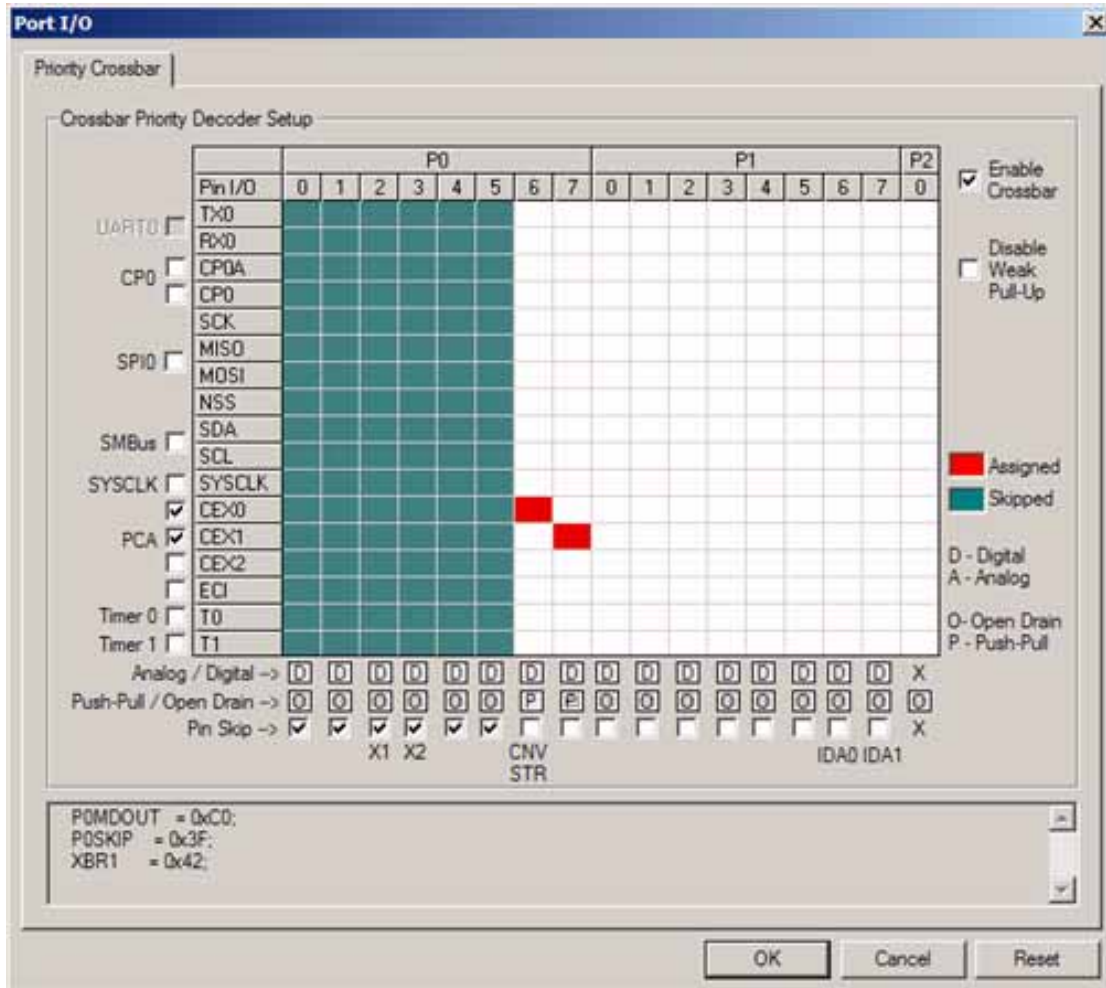 Port I/O
Priority Crossbar
Crossbar Priority Decoder Setup
P0 P1 P2
Pin I/O 0 1 2 3 4 5 6 7 0 1 2 3 4 5 6 7 0
Enable Crossbar
UART0
TX0
RX0
CP0
CP0A
CP0
Disable Weak Pull-Up
SCK
SPI0
MISO
MOSI
NSS
SMBus
SDA
SCL
SYSCLK SYSCLK
Assigned
CEX0
Skipped
PCA CEX1
CEX2
ECI
D - Digital
A - Analog
Timer 0 T0
Timer 1 T1
O- Open Drain
P - Push-Pull
Analog / Digital --> D D D D D D D D D D D D D D D D X
Push-Pull / Open Drain --> O O O O O O P P O O O O O O O O O
Pin Skip --> X
X1 X2 CNV STR IDA0 IDA1
P0MDOUT = 0xC0;
P0SKIP = 0x3F;
XBR1 = 0x42;
OK Cancel Reset